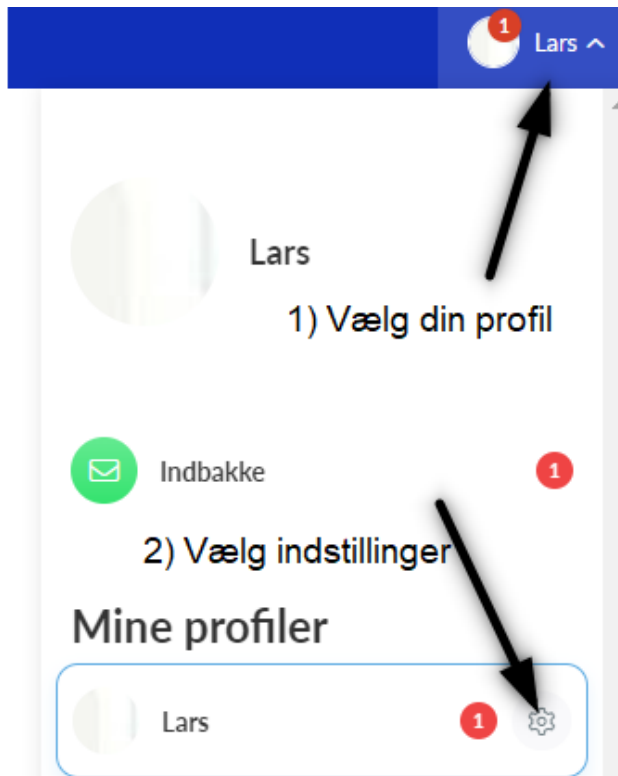 1
Lars
Lars
1) Vælg din profil
Indbakke
1
2) Vælg indstillinger
Mine profiler
Lars
1